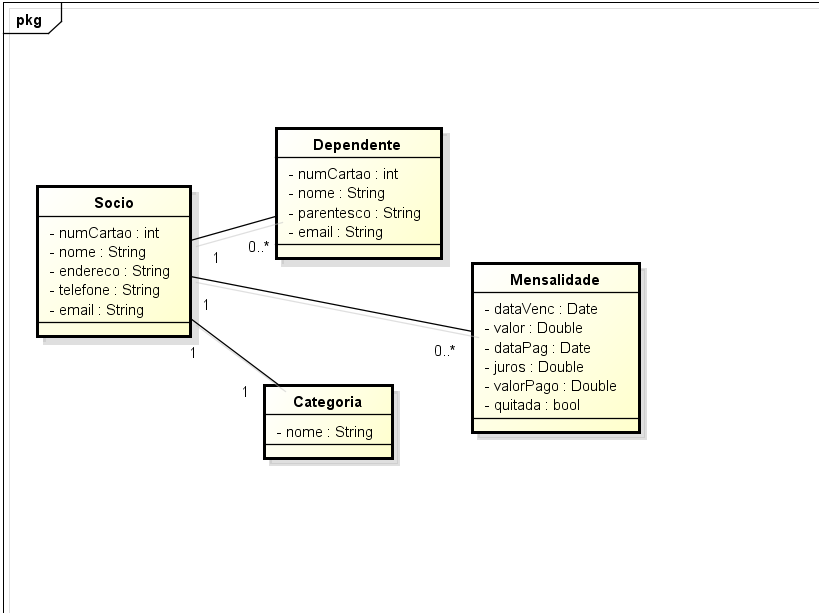 pkg
Dependente
- numCartao : int
- nome : String
- parentesco : String
- email : String
Socio
- numCartao : int
- nome : String
- endereco : String
- telefone : String
- email : String
1
0..*
Mensalidade
- dataVenc : Date
- valor : Double
- dataPag : Date
- juros : Double
- valorPago : Double
- quitada : bool
1
0..*
1
1
Categoria
- nome : String